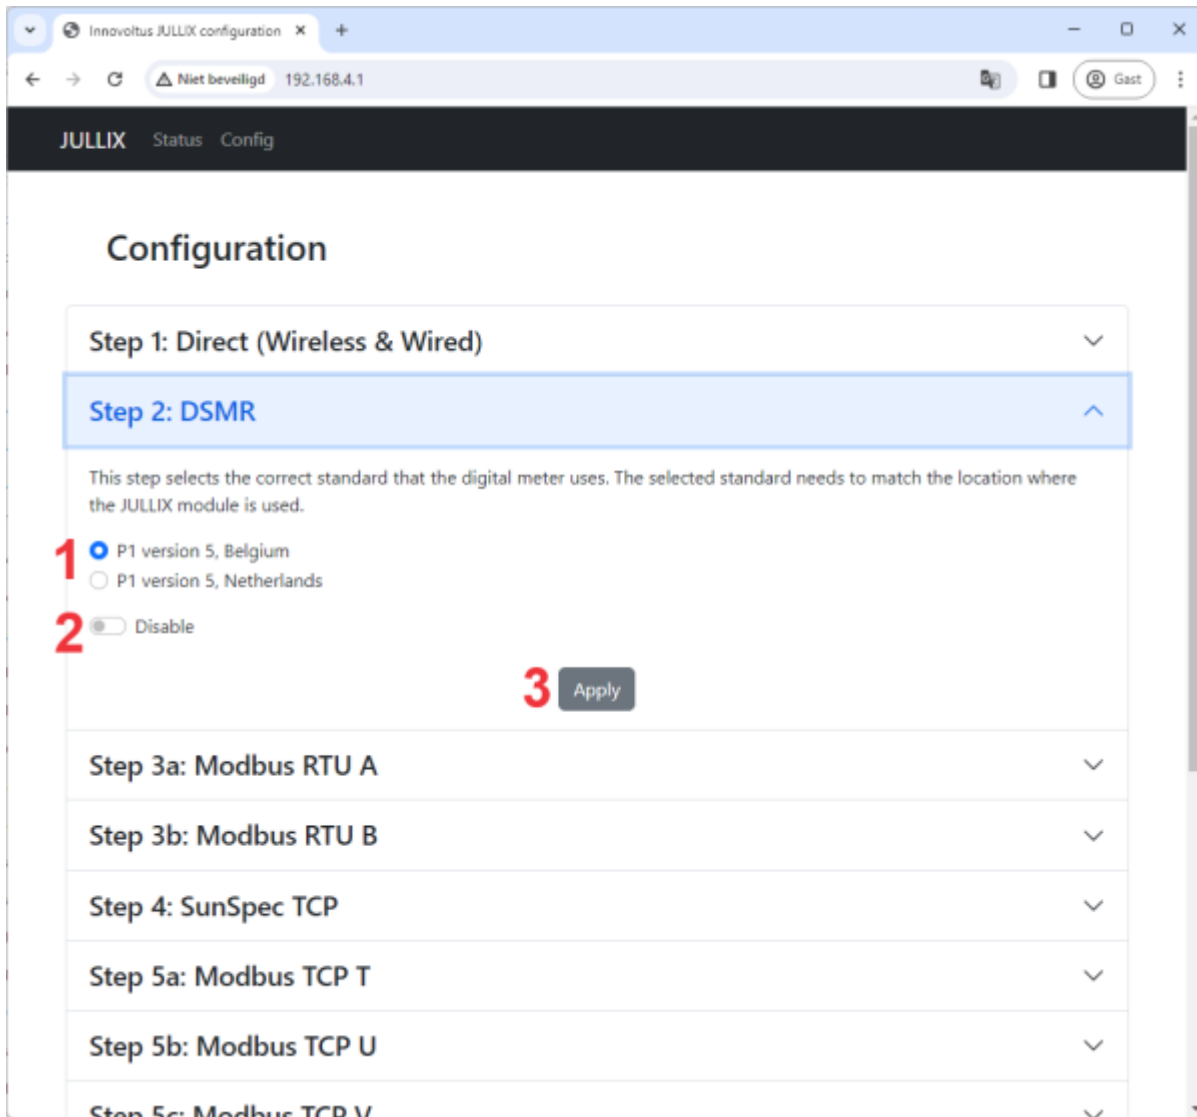 Innovoltus JULLIX configuration
Niet beveiligd 192.168.4.1 Gast
JULLIX Status Config
Configuration
Step 1: Direct (Wireless & Wired)
Step 2: DSMR
This step selects the correct standard that the digital meter uses. The selected standard needs to match the location where
the JULLIX module is used.
1
P1 version 5, Belgium
P1 version 5, Netherlands
2 Disable
3 Apply
Step 3a: Modbus RTU A
Step 3b: Modbus RTU B
Step 4: SunSpec TCP
Step 5a: Modbus TCP T
Step 5b: Modbus TCP U
Step 5c: Modbus TCP V